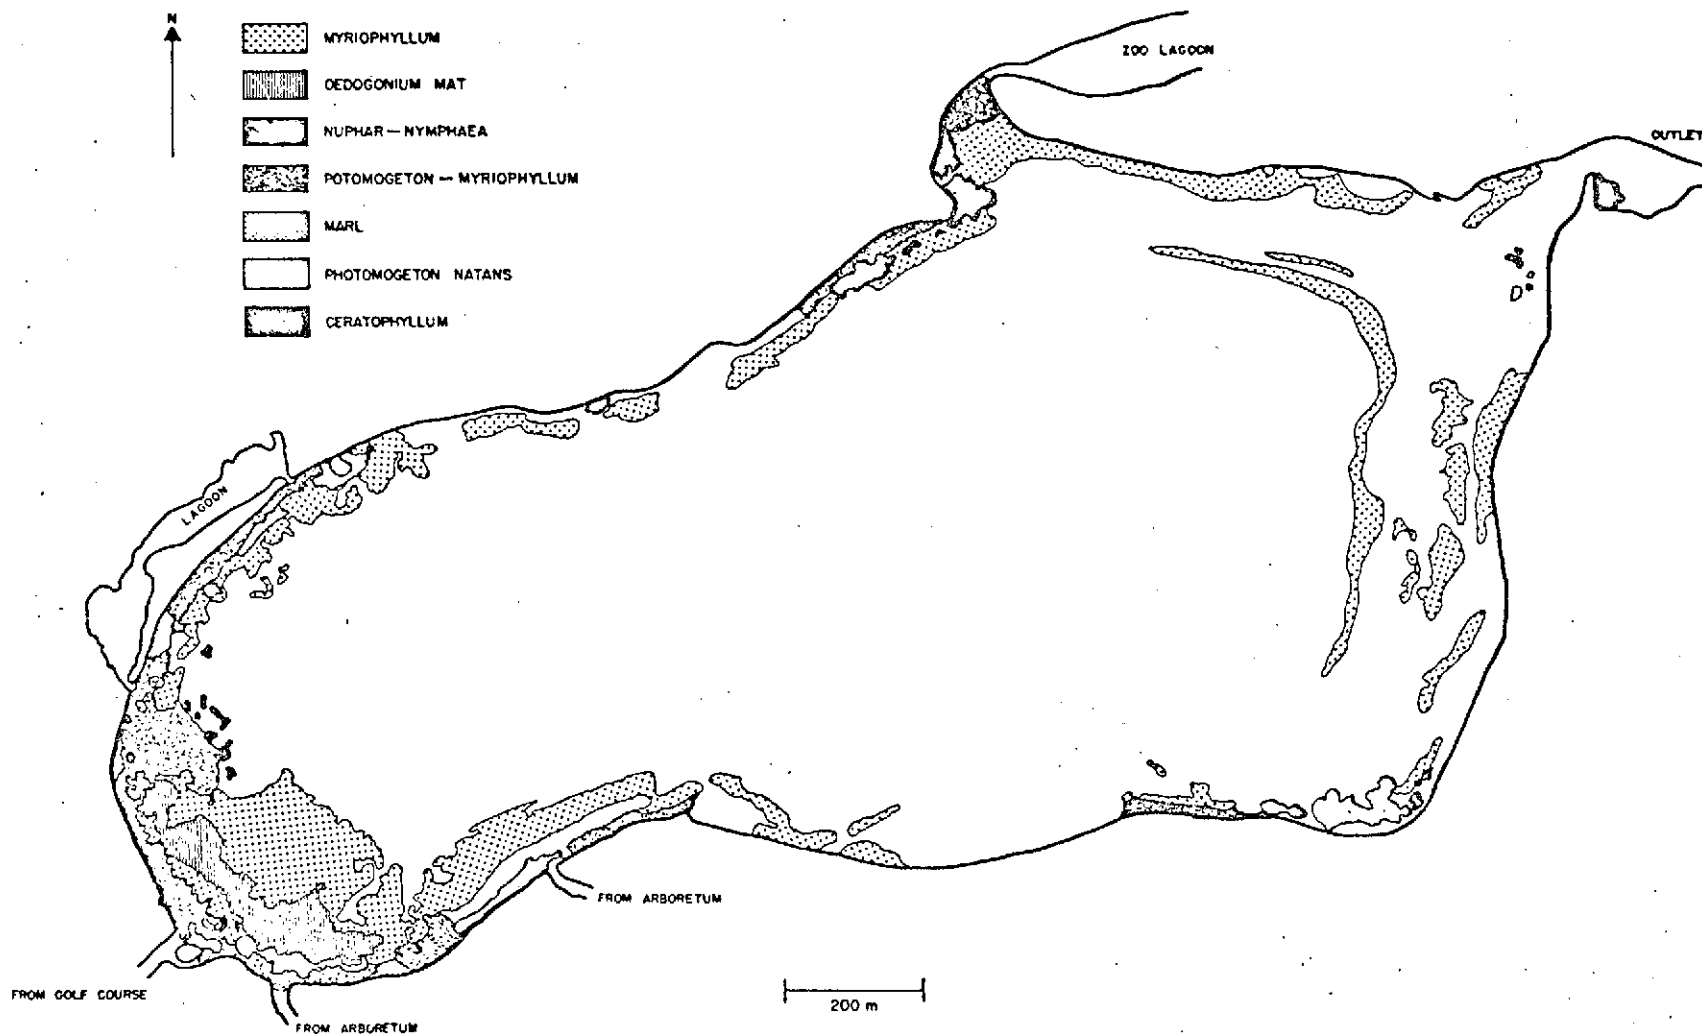 N
MYRIOPHYLLUM
OEDOGONIUM MAT
NUPHAR — NYMPHAEA
POTOMOGETON — MYRIOPHYLLUM
MARL
PHOTOMOGETON NATANS
CERATOPHYLLUM
ZOO LAGOON
OUTLET
D
LAGOON
FROM ARBORETUM
FROM GOLF COURSE
FROM ARBORETUM
200 m